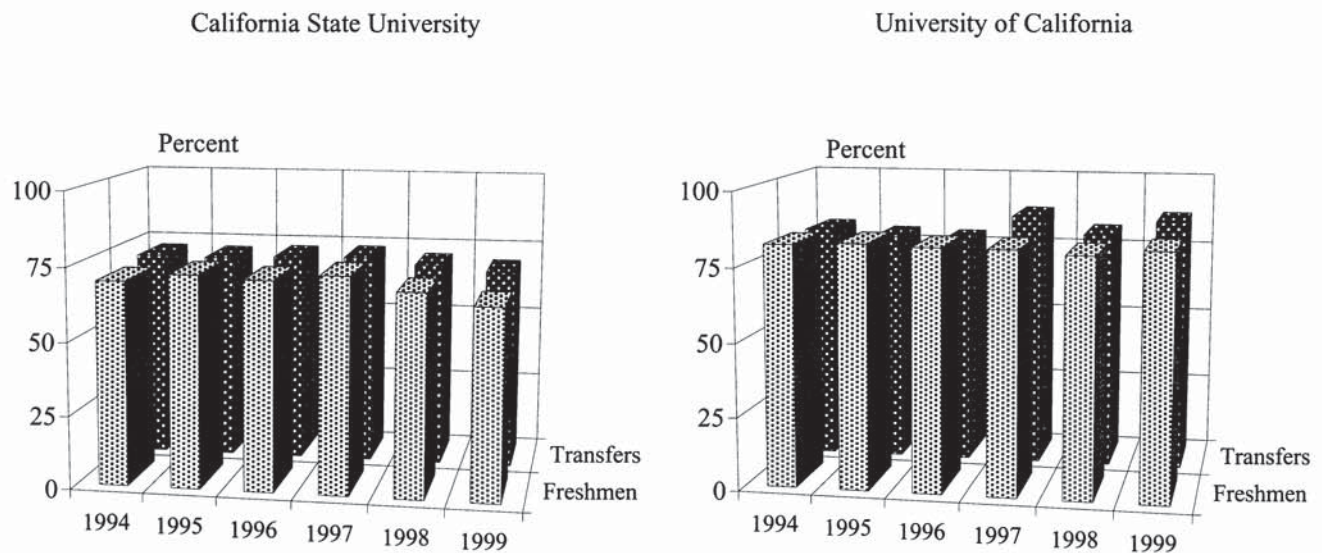 California State University
Percent
100
75
50
25
0
1994
1995
1996
1997
1998
1999
Transfers
Freshmen
University of California
Percent
100
75
50
25
0
1994
1995
1996
1997
1998
1999
Transfers
Freshmen